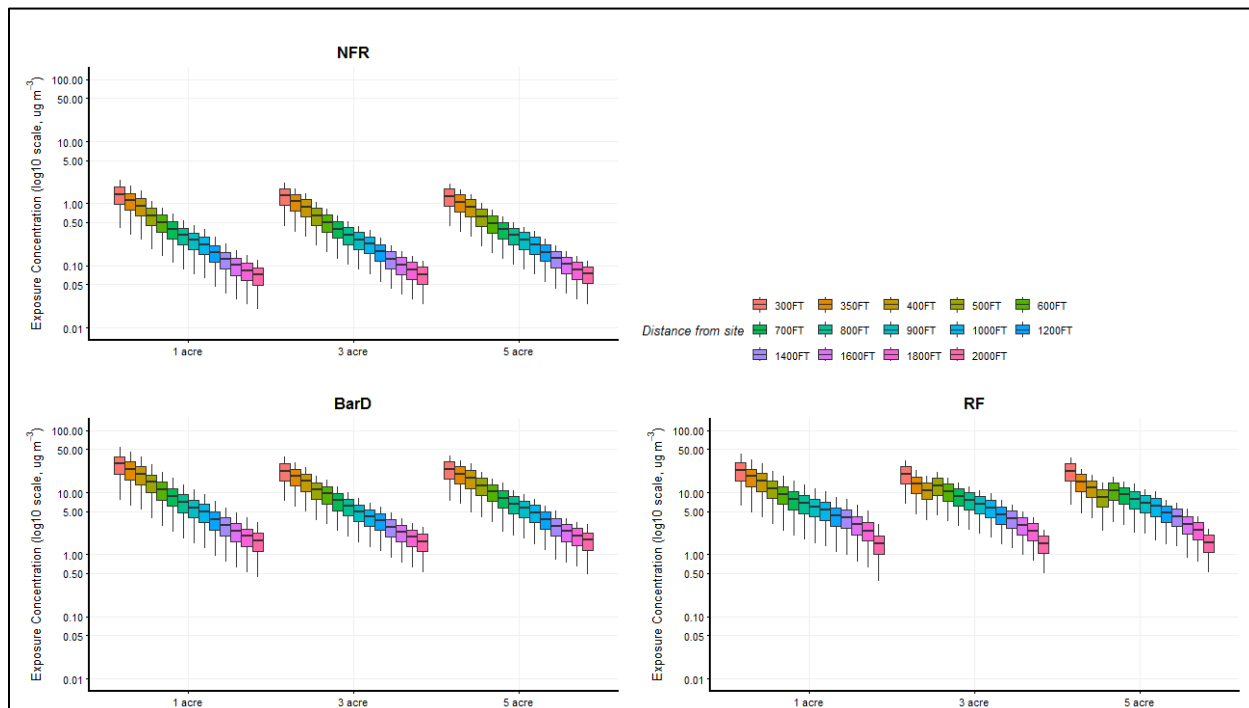 NFR
Exposure Concentration (log10 scale, ug m⁻³)
100.00
50.00
10.00
5.00
1.00
0.50
0.10
0.05
0.01
1 acre 3 acre 5 acre
300FT 350FT 400FT 500FT 600FT
Distance from site 700FT 800FT 900FT 1000FT 1200FT
1400FT 1600FT 1800FT 2000FT
BarD
Exposure Concentration (log10 scale, ug m⁻³)
100.00
50.00
10.00
5.00
1.00
0.50
0.10
0.05
0.01
1 acre 3 acre 5 acre
RF
Exposure Concentration (log10 scale, ug m⁻³)
100.00
50.00
10.00
5.00
1.00
0.50
0.10
0.05
0.01
1 acre 3 acre 5 acre